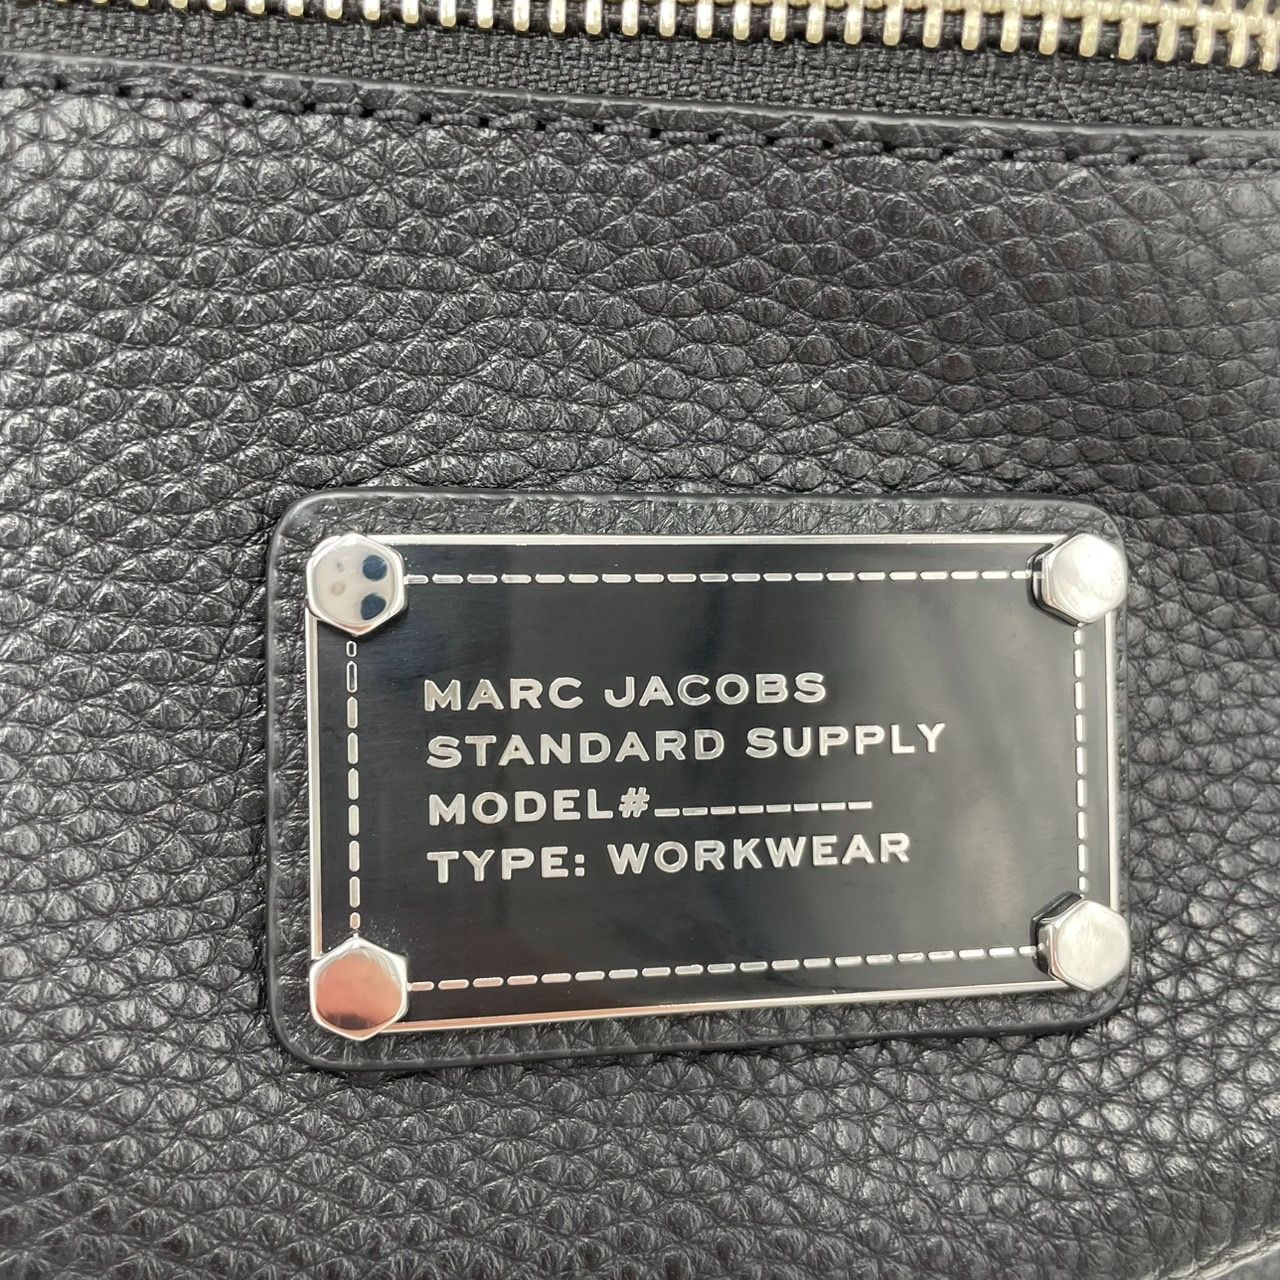 MARC JACOBS
STANDARD SUPPLY
MODEL#________
TYPE: WORKWEAR